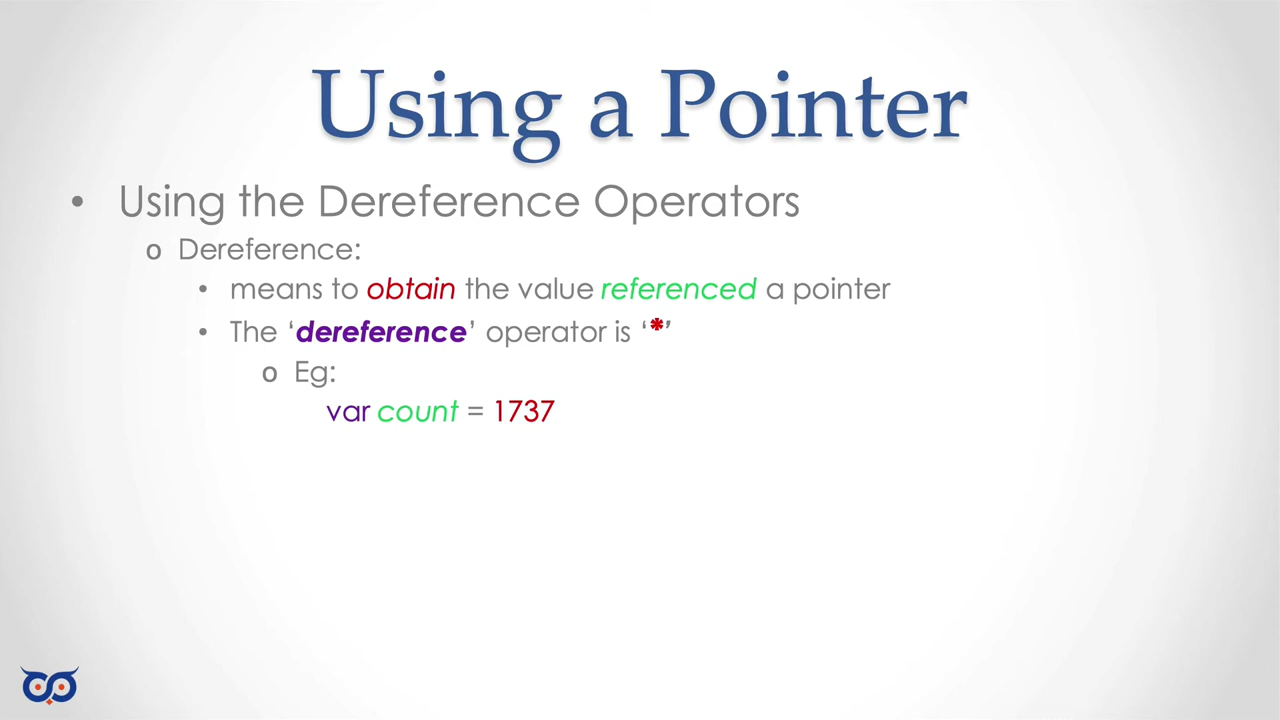 Using a Pointer
• Using the Dereference Operators
o Dereference:
• means to obtain the value referenced a pointer
• The ‘dereference’ operator is ‘*’
o Eg:
var count = 1737